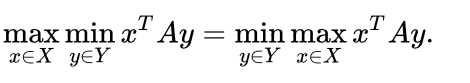 max_{x∈X} min_{y∈Y} x^T Ay = min_{y∈Y} max_{x∈X} x^T Ay.